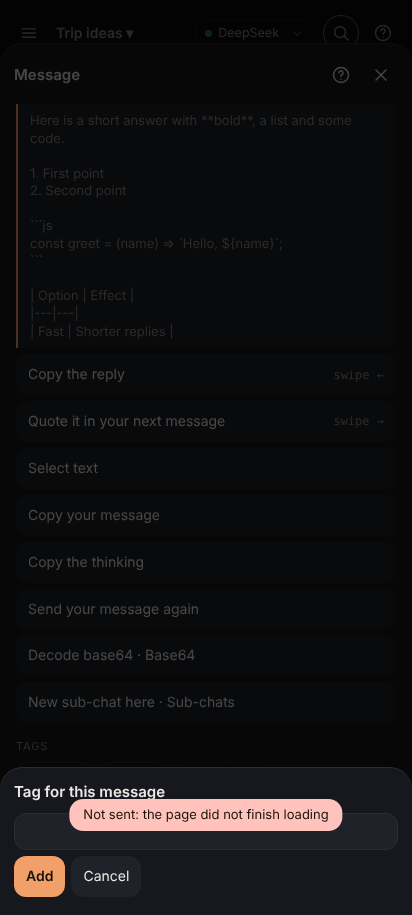 Trip ideas ▾
DeepSeek
Message
Here is a short answer with **bold**, a list and some
code.
1. First point
2. Second point
```js
const greet = (name) => `Hello, ${name}`;
```
| Option | Effect |
|---|---|
| Fast | Shorter replies |
Copy the reply swipe ←
Quote it in your next message swipe →
Select text
Copy your message
Copy the thinking
Send your message again
Decode base64 · Base64
New sub-chat here · Sub-chats
TAGS
Tag for this message
Not sent: the page did not finish loading
Add Cancel